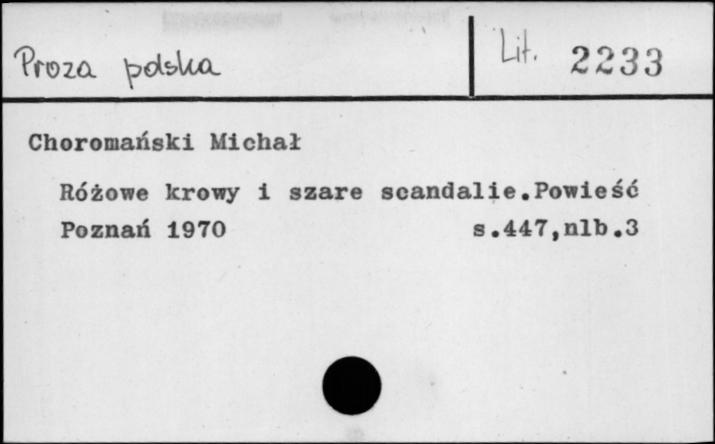 Proza polska
Lit. 2233
Choromański Michał
Różowe krowy i szare scandalie.Powieść
Poznań 1970 s.447,nlb.3